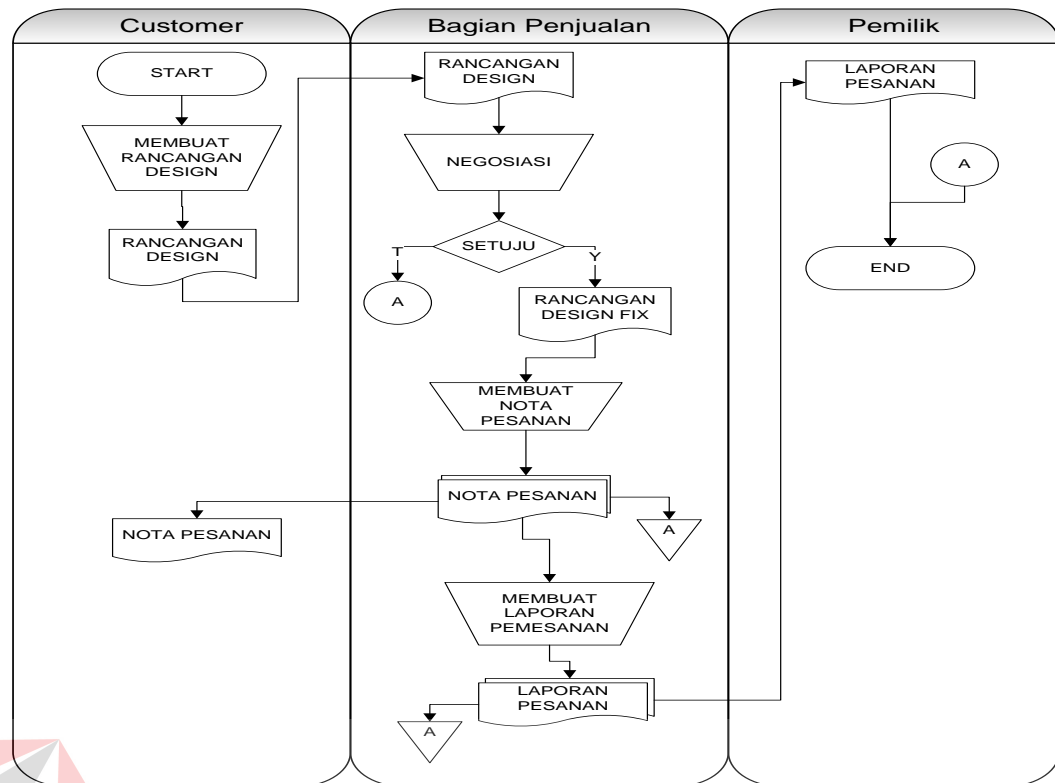 Customer
Bagian Penjualan
Pemilik
START
MEMBUAT
RANCANGAN
DESIGN
RANCANGAN
DESIGN
NOTA PESANAN
RANCANGAN
DESIGN
NEGOSIASI
SETUJU
T
Y
A
RANCANGAN
DESIGN FIX
MEMBUAT
NOTA
PESANAN
NOTA PESANAN
A
MEMBUAT
LAPORAN
PEMESANAN
LAPORAN
PESANAN
A
LAPORAN
PESANAN
A
END